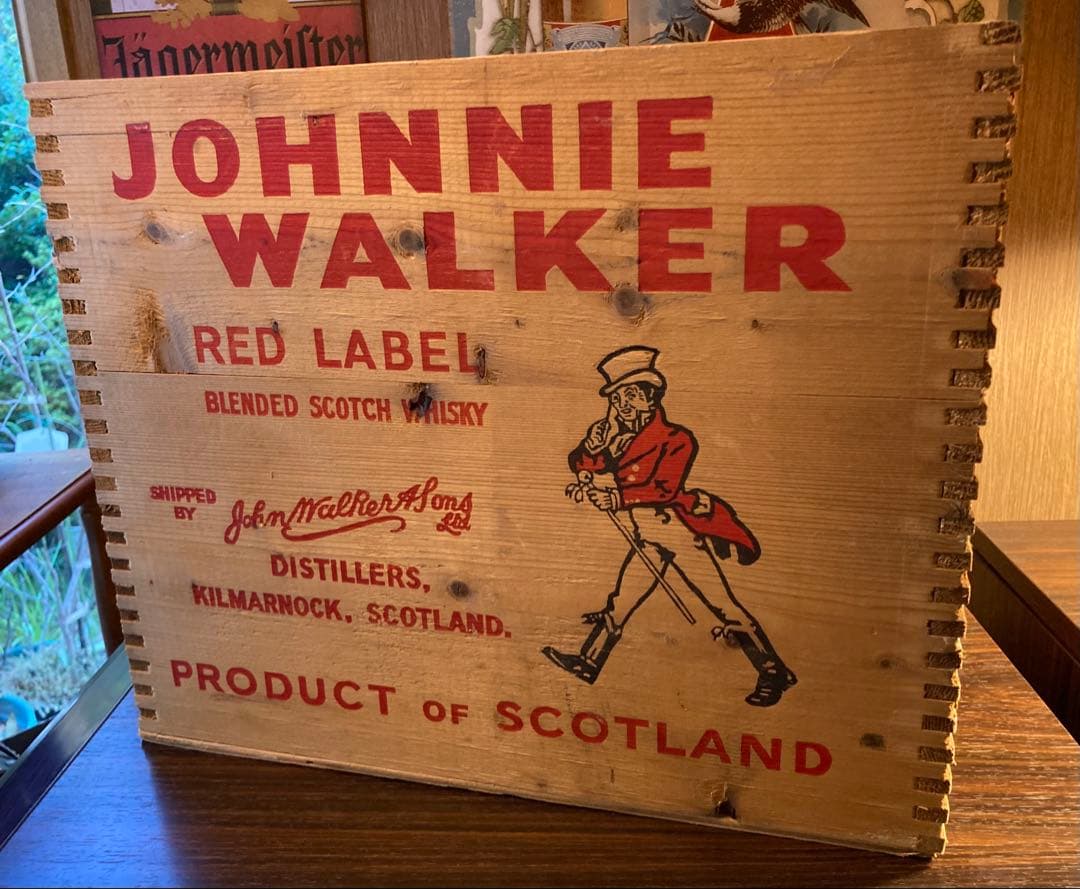 Jägermeister
JOHNNIE
WALKER
RED LABEL
BLENDED SCOTCH WHISKY
SHIPPED
BY
John Walker & Sons
Ltd
DISTILLERS,
KILMARNOCK, SCOTLAND.
PRODUCT OF SCOTLAND